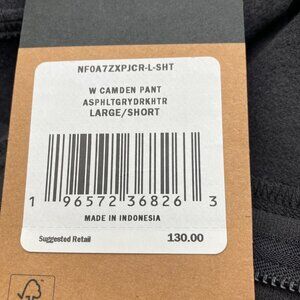 NF0A7ZXPJCR-L-SHT
W CAMDEN PANT
ASPHLTGRYDRKHTR
LARGE/SHORT
1 96572 36826 3
MADE IN INDONESIA
Suggested Retail 130.00